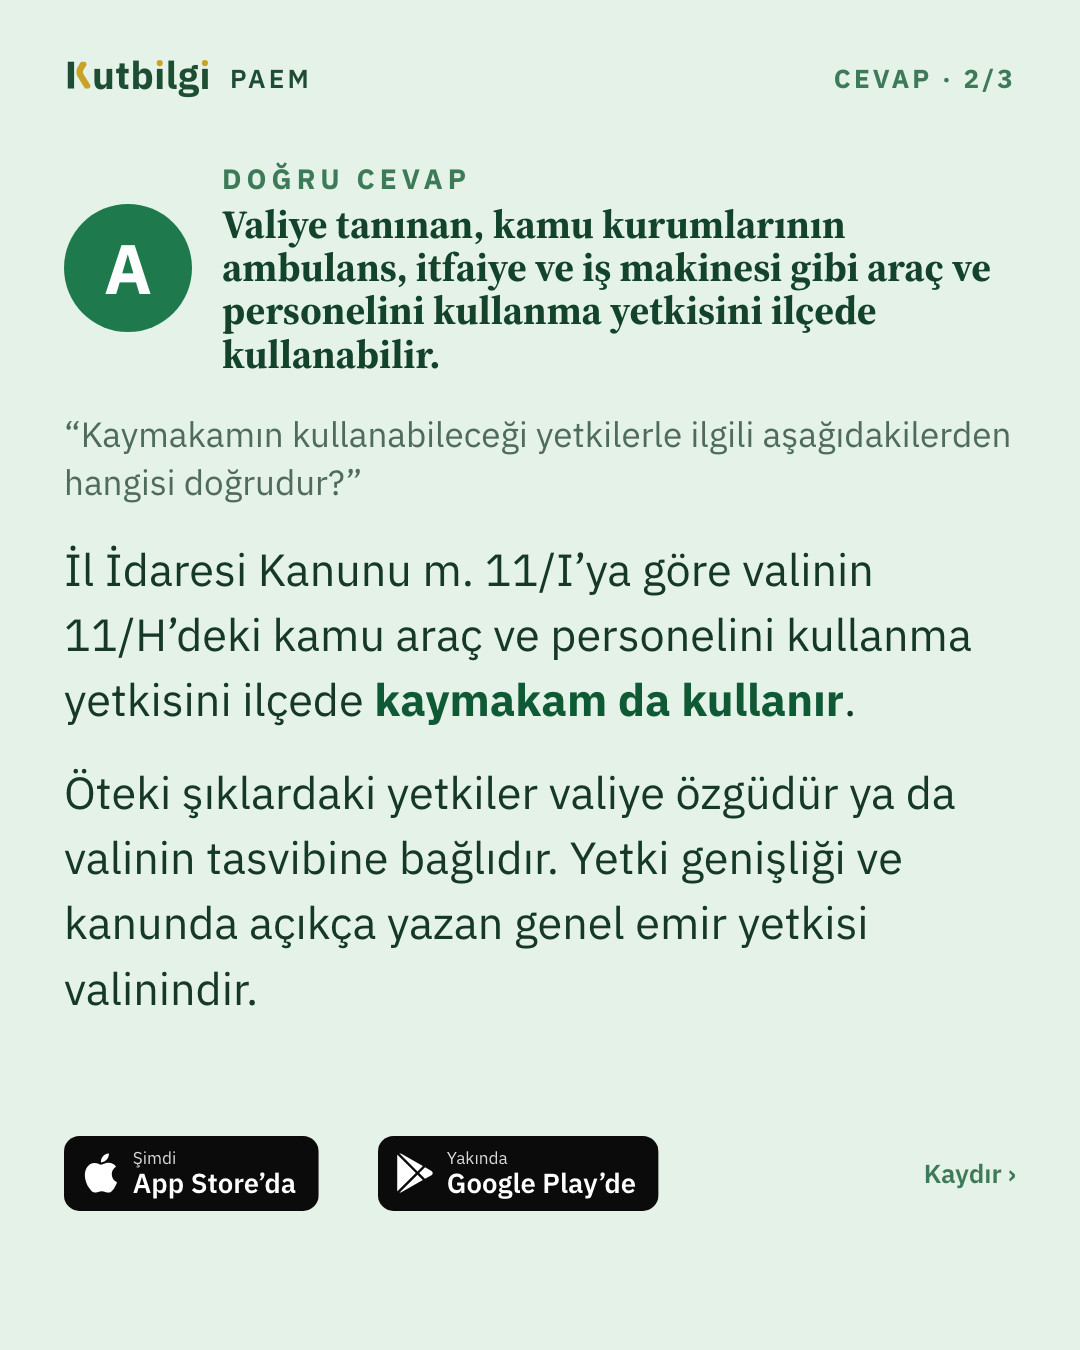 Kutbilgi PAEM
CEVAP · 2/3
DOĞRU CEVAP
A
Valiye tanınan, kamu kurumlarının
ambulans, itfaiye ve iş makinesi gibi araç ve
personelini kullanma yetkisini ilçede
kullanabilir.
“Kaymakamın kullanabileceği yetkilerle ilgili aşağıdakilerden
hangisi doğrudur?”
İl İdaresi Kanunu m. 11/I’ya göre valinin
11/H’deki kamu araç ve personelini kullanma
yetkisini ilçede kaymakam da kullanır.
Öteki şıklardaki yetkiler valiye özgüdür ya da
valinin tasvibine bağlıdır. Yetki genişliği ve
kanunda açıkça yazan genel emir yetkisi
valinindir.
Şimdi
App Store’da
Yakında
Google Play’de
Kaydır ›